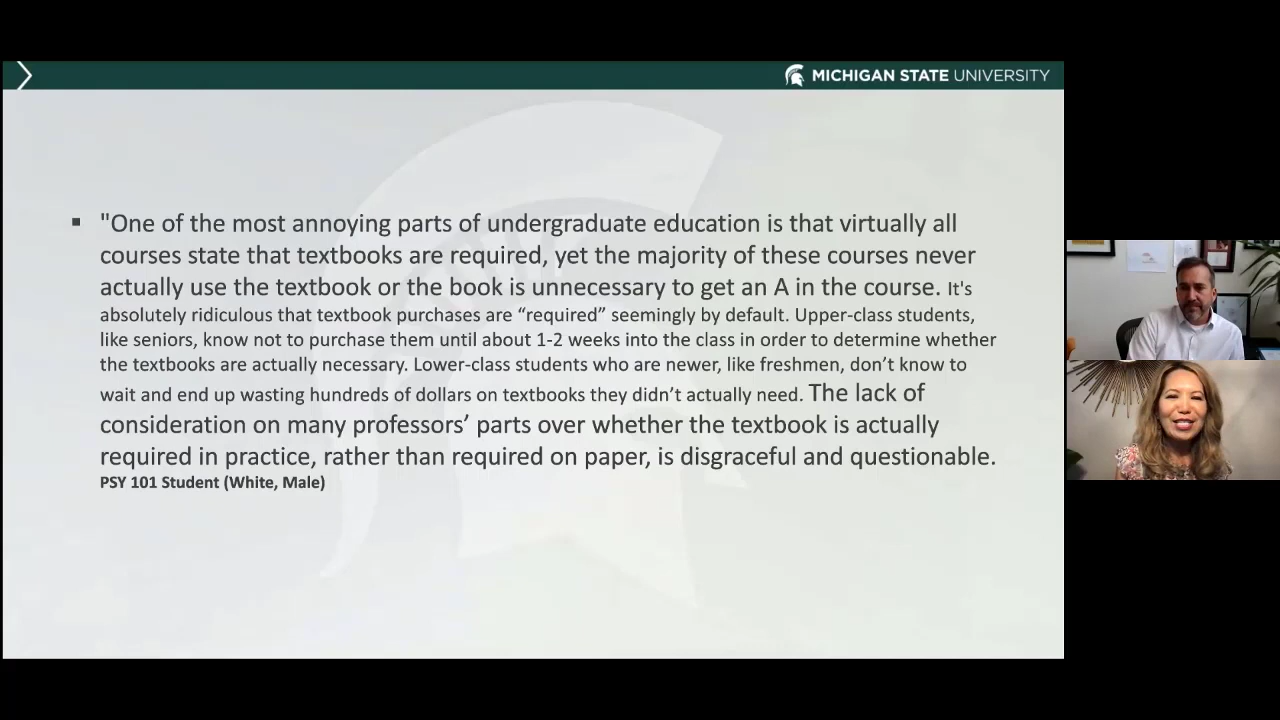 MICHIGAN STATE UNIVERSITY
▪ "One of the most annoying parts of undergraduate education is that virtually all
courses state that textbooks are required, yet the majority of these courses never
actually use the textbook or the book is unnecessary to get an A in the course. It's
absolutely ridiculous that textbook purchases are “required” seemingly by default. Upper-class students,
like seniors, know not to purchase them until about 1-2 weeks into the class in order to determine whether
the textbooks are actually necessary. Lower-class students who are newer, like freshmen, don’t know to
wait and end up wasting hundreds of dollars on textbooks they didn’t actually need. The lack of
consideration on many professors’ parts over whether the textbook is actually
required in practice, rather than required on paper, is disgraceful and questionable.
PSY 101 Student (White, Male)